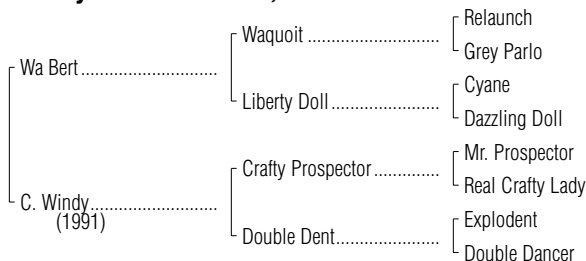 Relaunch
Waquoit ..........................
Grey Parlo
Wa Bert ...........................
Cyane
Liberty Doll .....................
Dazzling Doll
Mr. Prospector
Crafty Prospector .............
Real Crafty Lady
C. Windy .........................
(1991)
Explodent
Double Dent ....................
Double Dancer